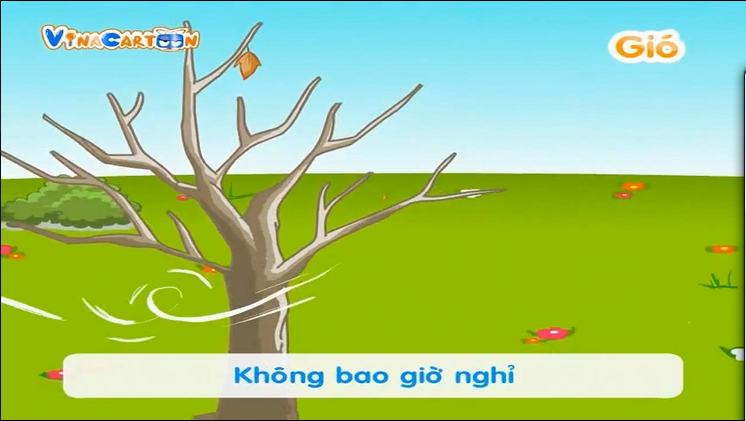 VINACARTOON
Gió
Không bao giờ nghỉ